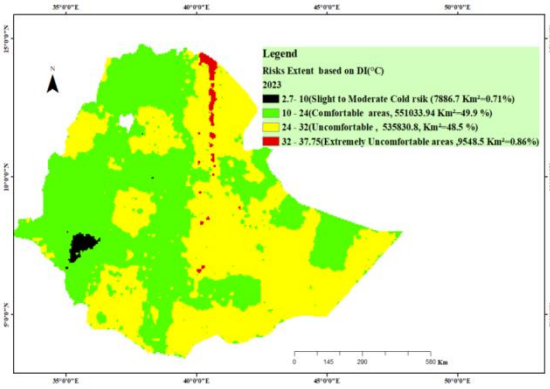 35°0'0"E 40°0'0"E 45°0'0"E 50°0'0"E
15°0'0"N
N
Legend
Risks Extent based on DI(°C)
2023
2.7- 10(Slight to Moderate Cold rsik (7886.7 Km²=0.71%)
10 - 24(Comfortable areas, 551033.94 Km²=49.9 %)
24 - 32(Uncomfortable , 535830.8, Km²=48.5 %)
32 - 37.75(Extremely Uncomfortable areas ,9548.5 Km²=0.86%)
10°0'0"N
5°0'0"N
0 145 290 580 Km
35°0'0"E 40°0'0"E 45°0'0"E 50°0'0"E